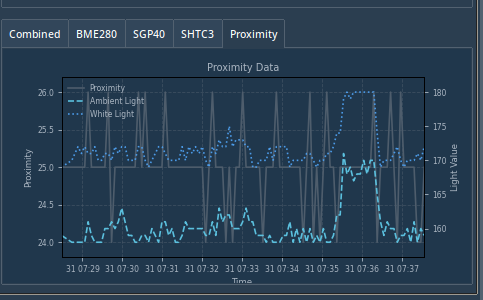 Combined BME280 SGP40 SHTC3 Proximity
Proximity Data
Proximity
Ambient Light
White Light
26.0
25.5
25.0
24.5
24.0
Proximity
180
175
170
165
160
Light Value
31 07:29 31 07:30 31 07:31 31 07:32 31 07:33 31 07:34 31 07:35 31 07:36 31 07:37
Time